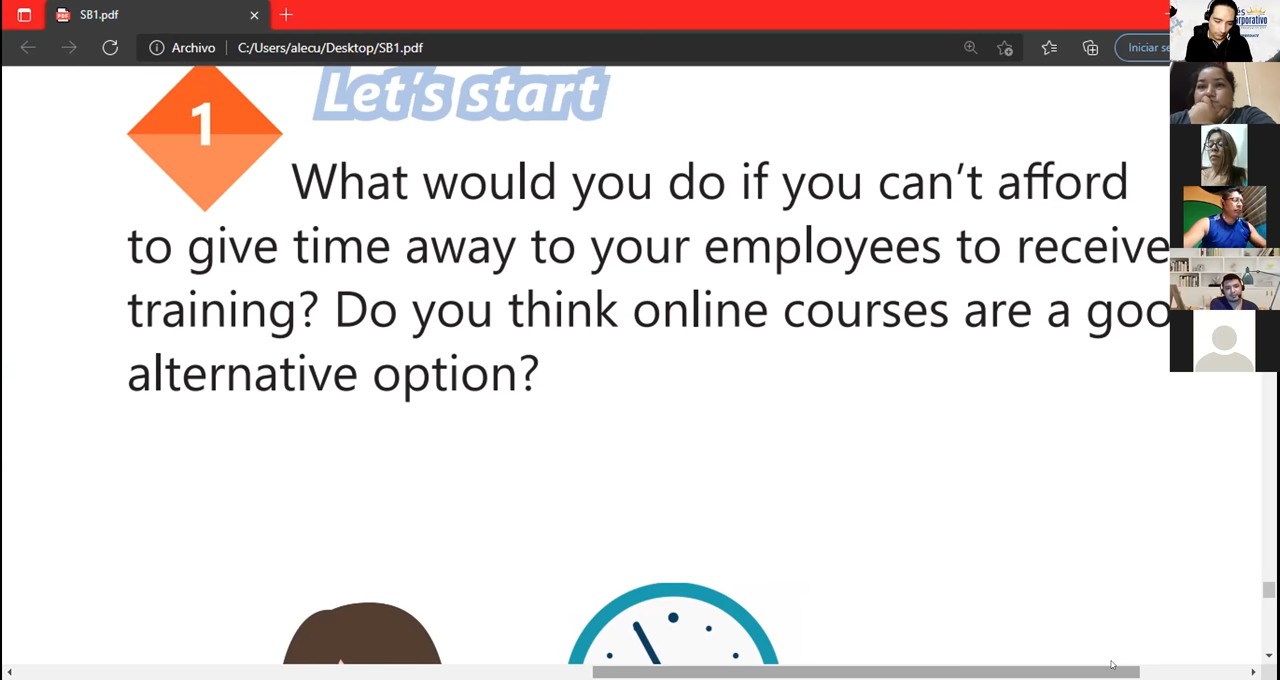 SB1.pdf
Archivo C:/Users/alecu/Desktop/SB1.pdf
Iniciar
1
Let's start
What would you do if you can't afford
to give time away to your employees to receive
training? Do you think online courses are a
alternative option?